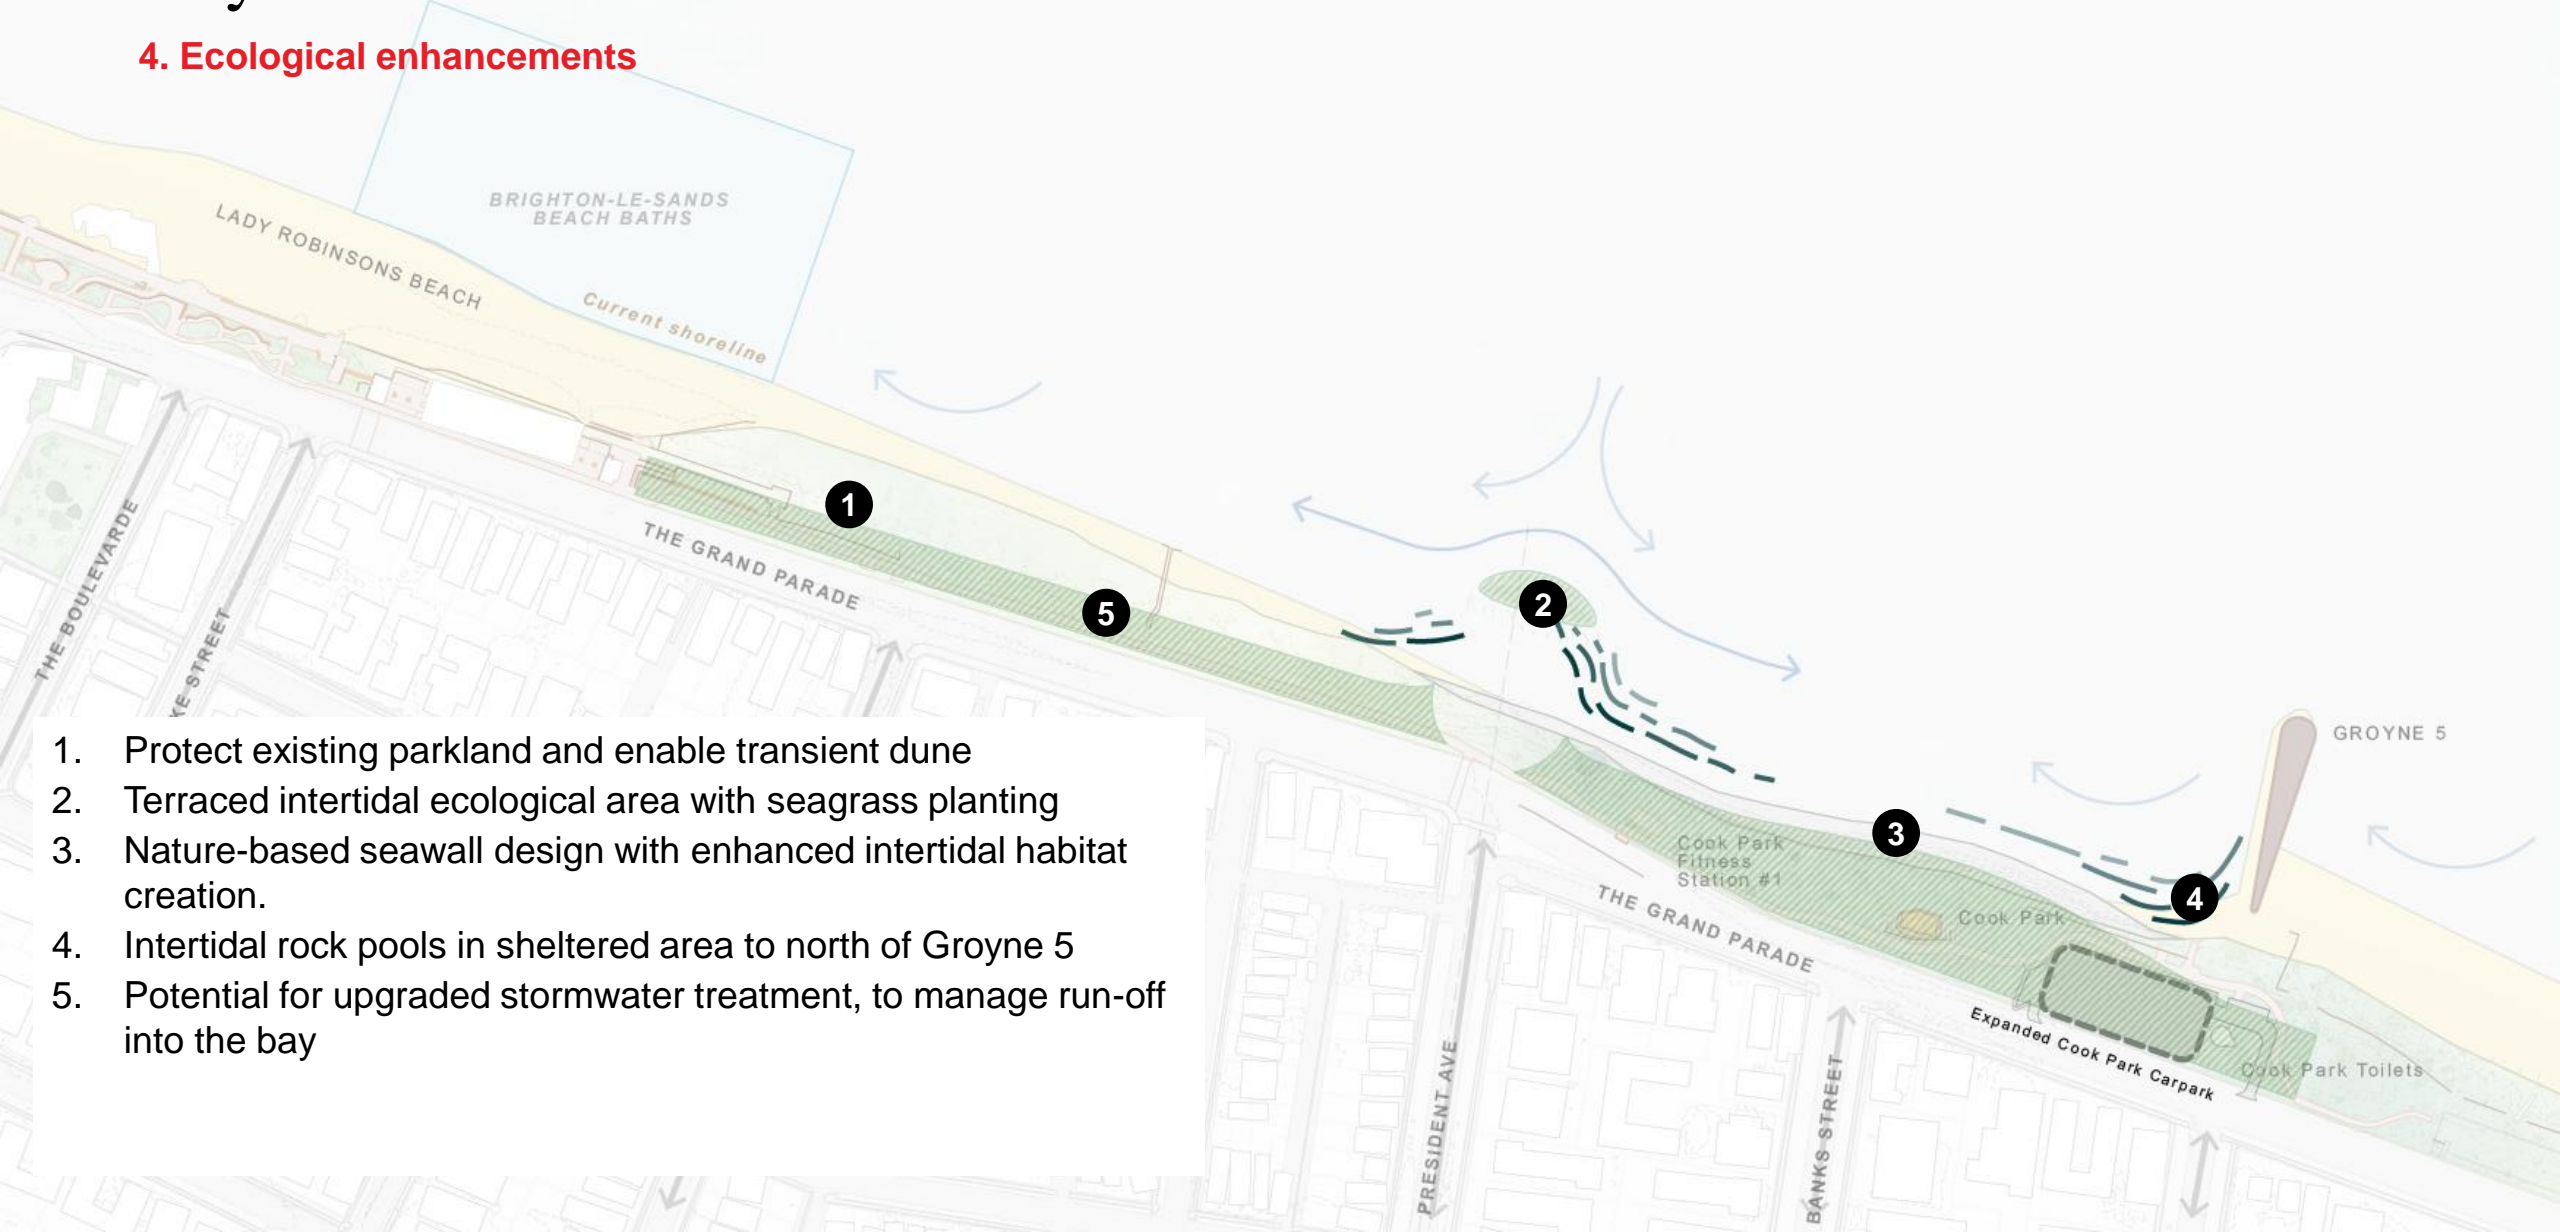 4. Ecological enhancements
BRIGHTON-LE-SANDS
BEACH BATHS
LADY ROBINSONS BEACH
Current shoreline
1
THE GRAND PARADE
5
2
THE BOULEVARDE
KE STREET
GROYNE 5
3
Cook Park
Fitness
Station #1
4
THE GRAND PARADE
Cook Park
Expanded Cook Park Carpark
Cook Park Toilets
PRESIDENT AVE
BANKS STREET
1. Protect existing parkland and enable transient dune
2. Terraced intertidal ecological area with seagrass planting
3. Nature-based seawall design with enhanced intertidal habitat
creation.
4. Intertidal rock pools in sheltered area to north of Groyne 5
5. Potential for upgraded stormwater treatment, to manage run-off
into the bay